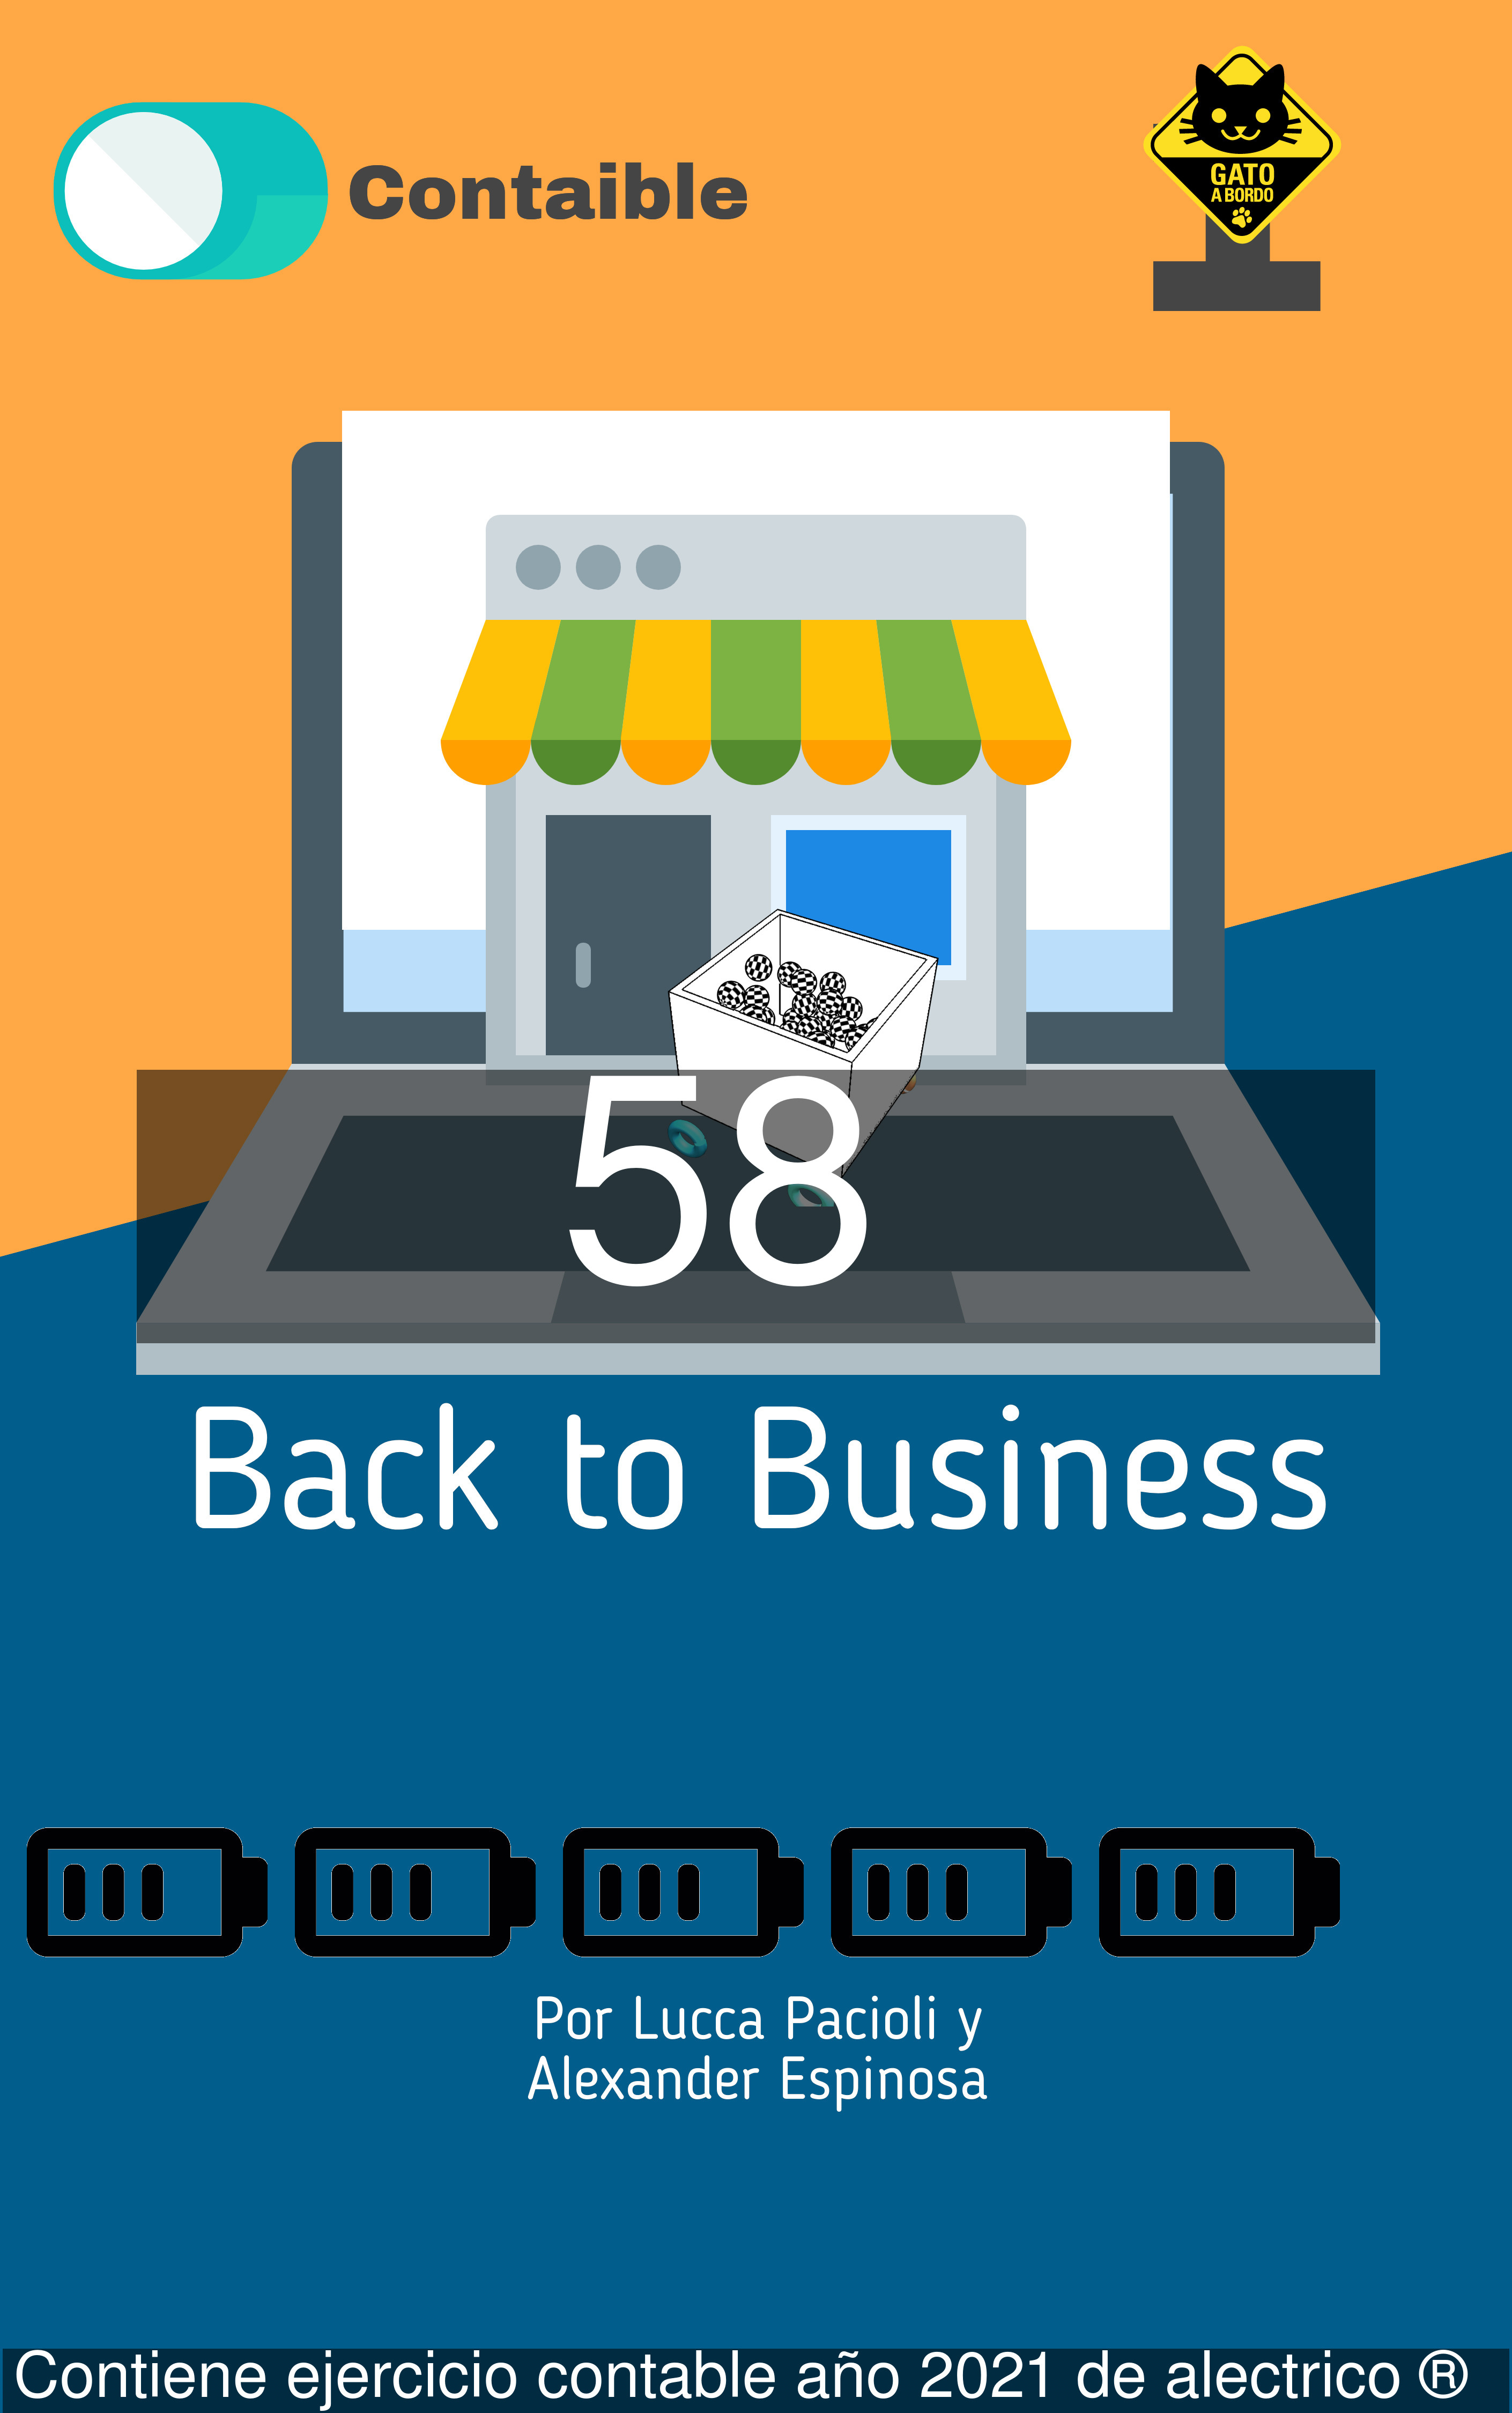 Contaible
GATO
A BORDO
58
Back to Business
Por Lucca Pacioli y
Alexander Espinosa
Contiene ejercicio contable año 2021 de alectrico ®